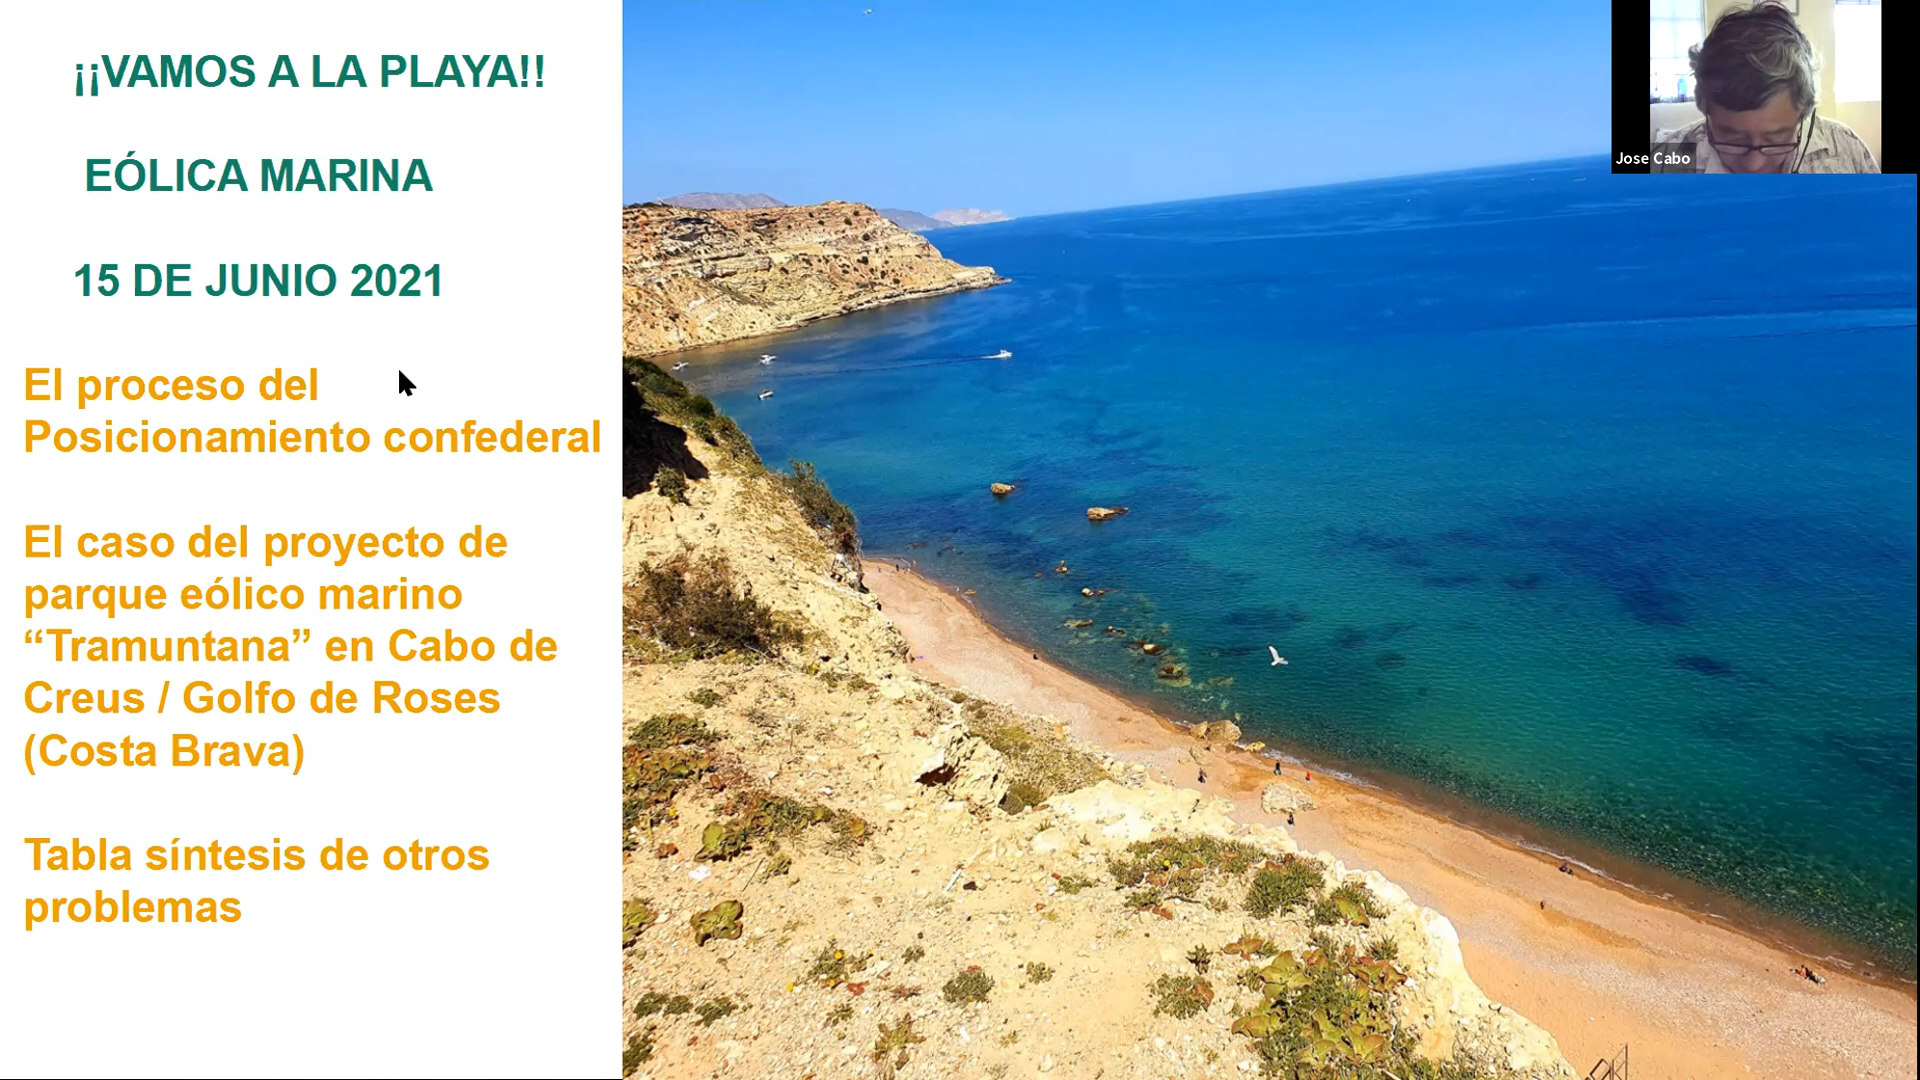 ¡¡VAMOS A LA PLAYA!!
EÓLICA MARINA
15 DE JUNIO 2021
El proceso del
Posicionamiento confederal
El caso del proyecto de
parque eólico marino
“Tramuntana” en Cabo de
Creus / Golfo de Roses
(Costa Brava)
Tabla síntesis de otros
problemas
Jose Cabo